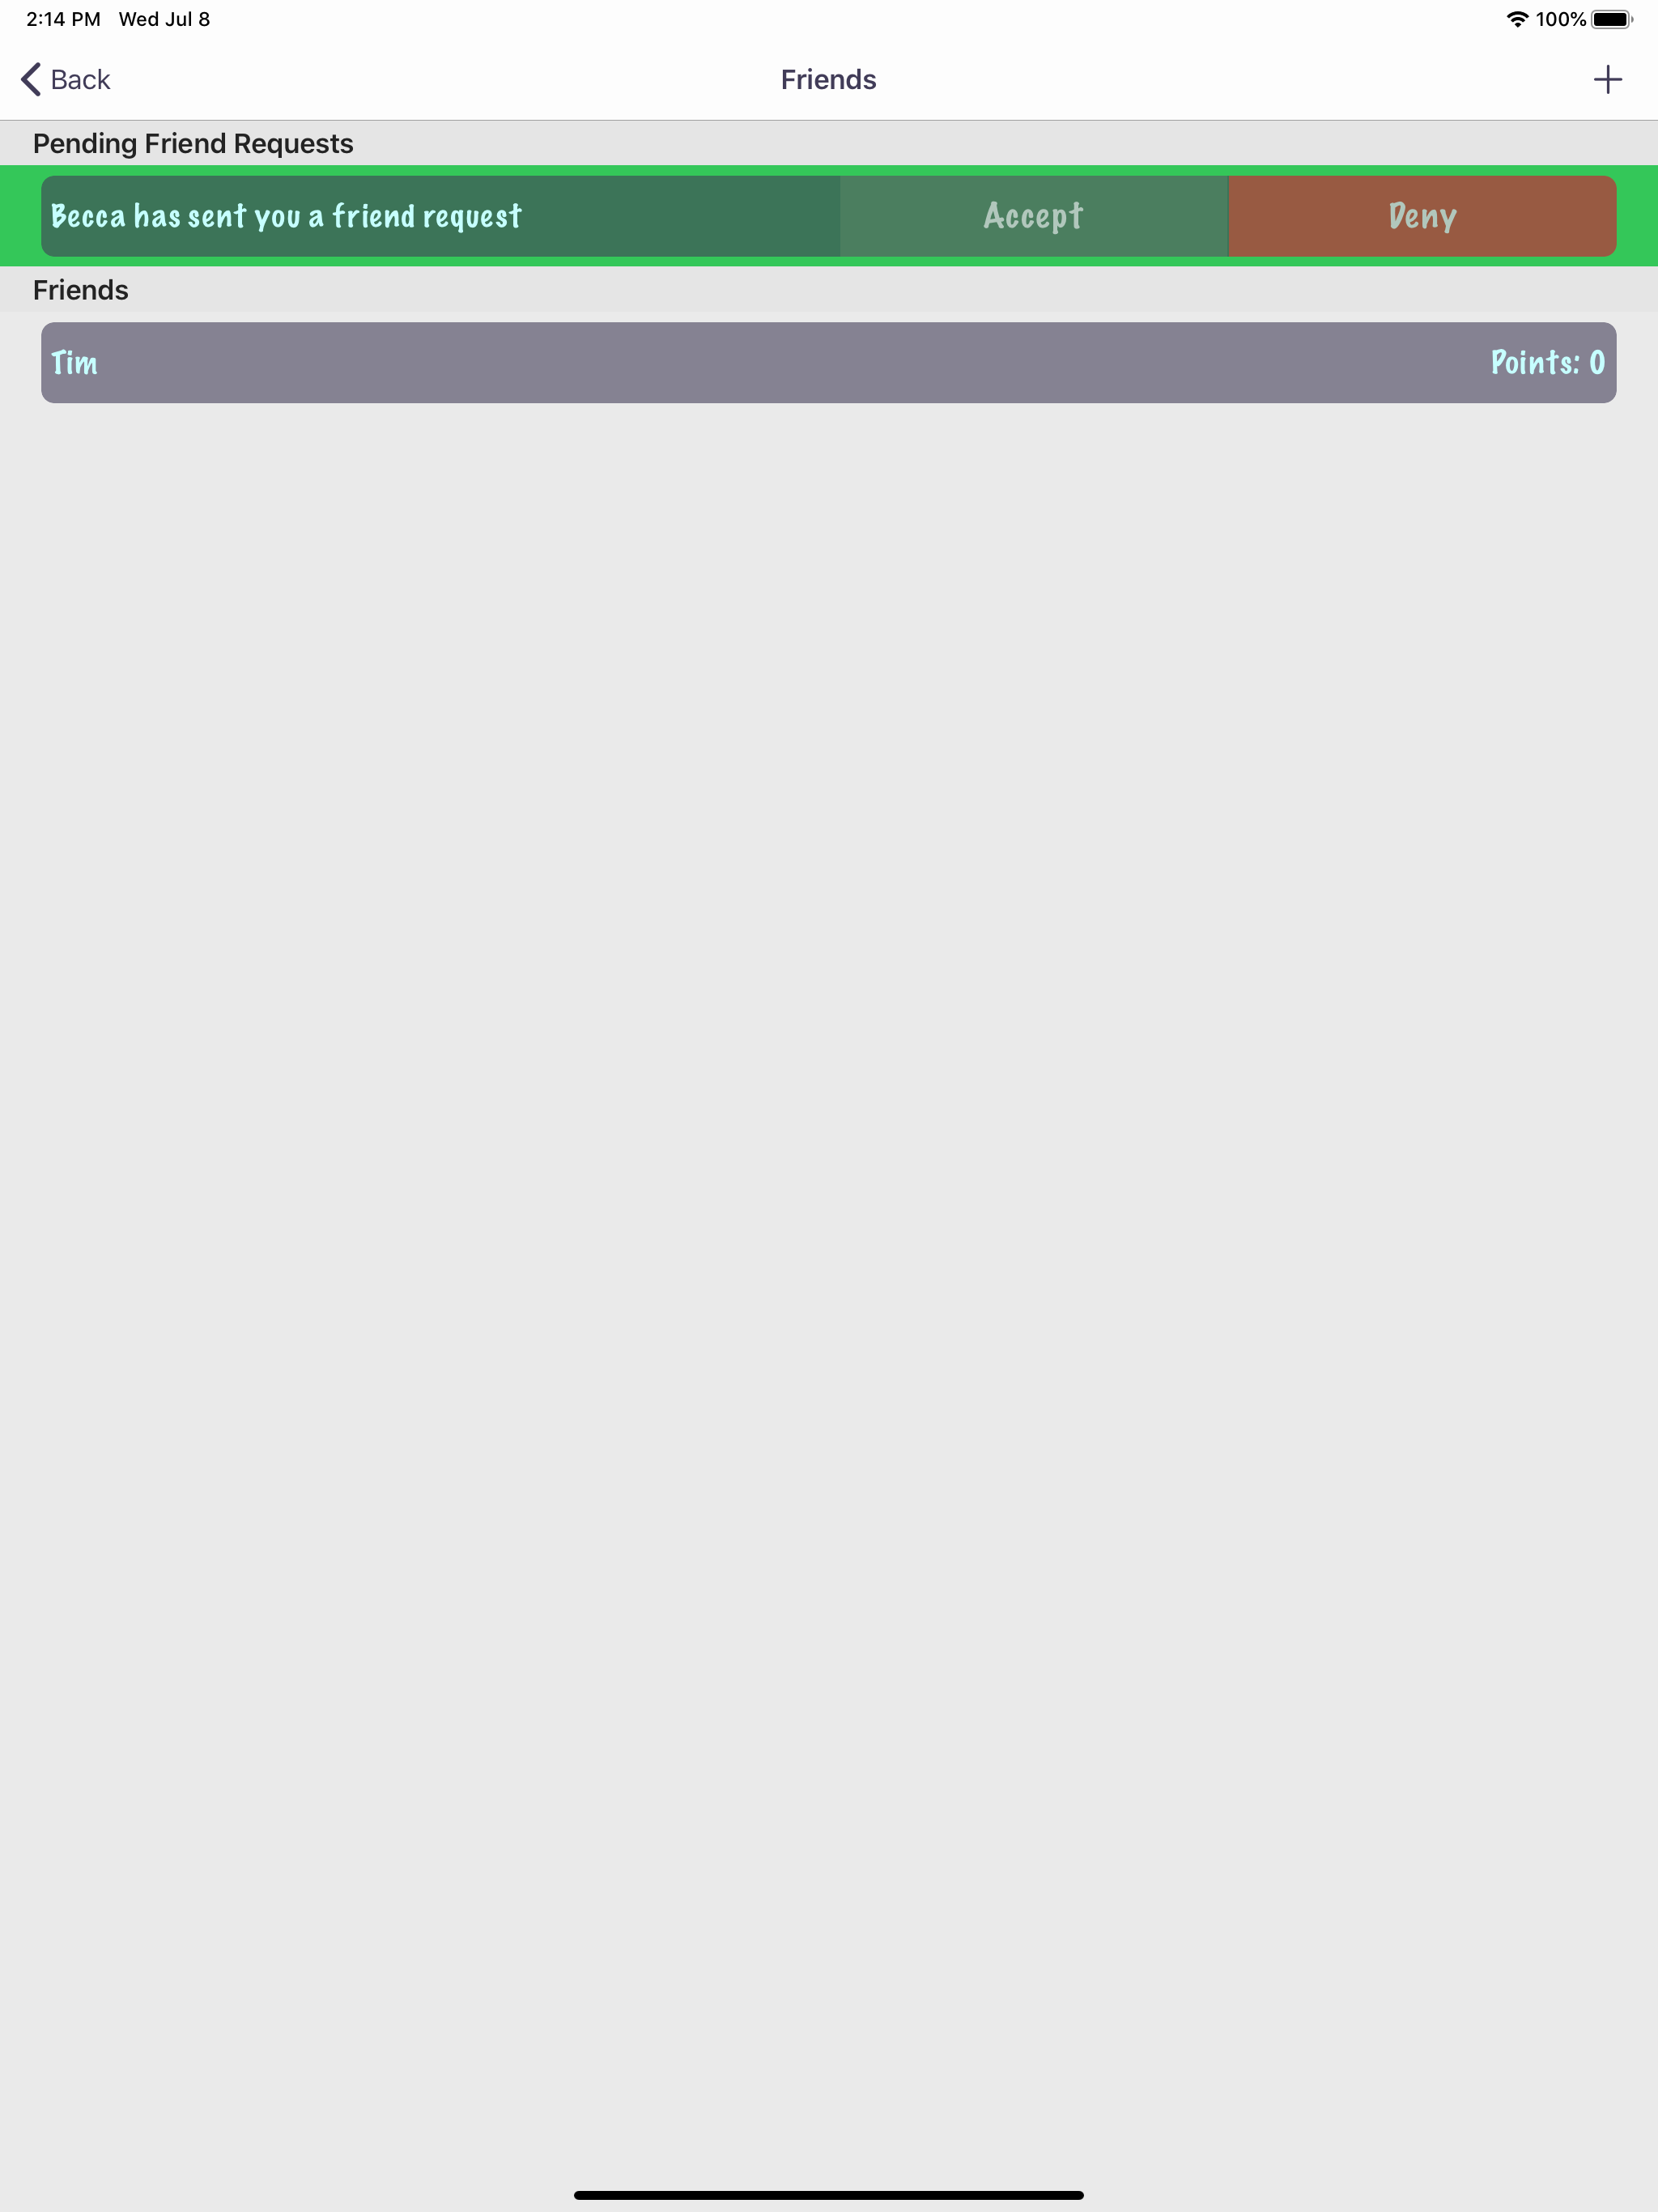 2:14 PM Wed Jul 8 100%
Back Friends +
Pending Friend Requests
Becca has sent you a friend request Accept Deny
Friends
Tim Points: 0